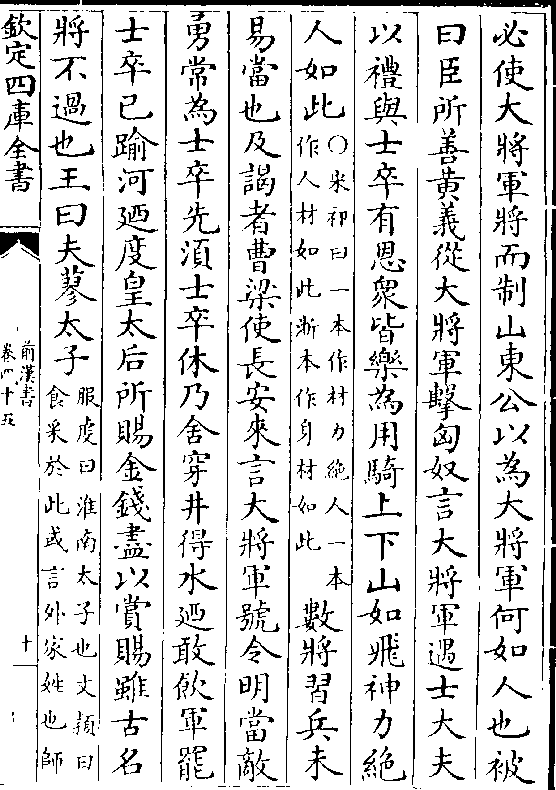 必使大將軍將而制山東公以為大將軍何如人也被
曰臣所善黄義從大將軍擊匈奴言大將軍遇士大夫
以禮與士卒有恩衆皆樂為用騎上下山如飛神力絶
人如此○宋祁曰一本作材力絶人一本作人材如此浙本作身材如此數將習兵未
易當也及謁者曹梁使長安來言大將軍號令明當敵
勇常為士卒先湏士卒休乃舍穿井得水廼敢飲軍罷
士卒已踰河廼度皇太后所賜金錢盡以賞賜雖古名
將不過也王曰夫蓼太子服虔曰淮南太子也文穎曰食采於此或言外家姓也師
欽定四庫全書
前漢書
卷四十五
十